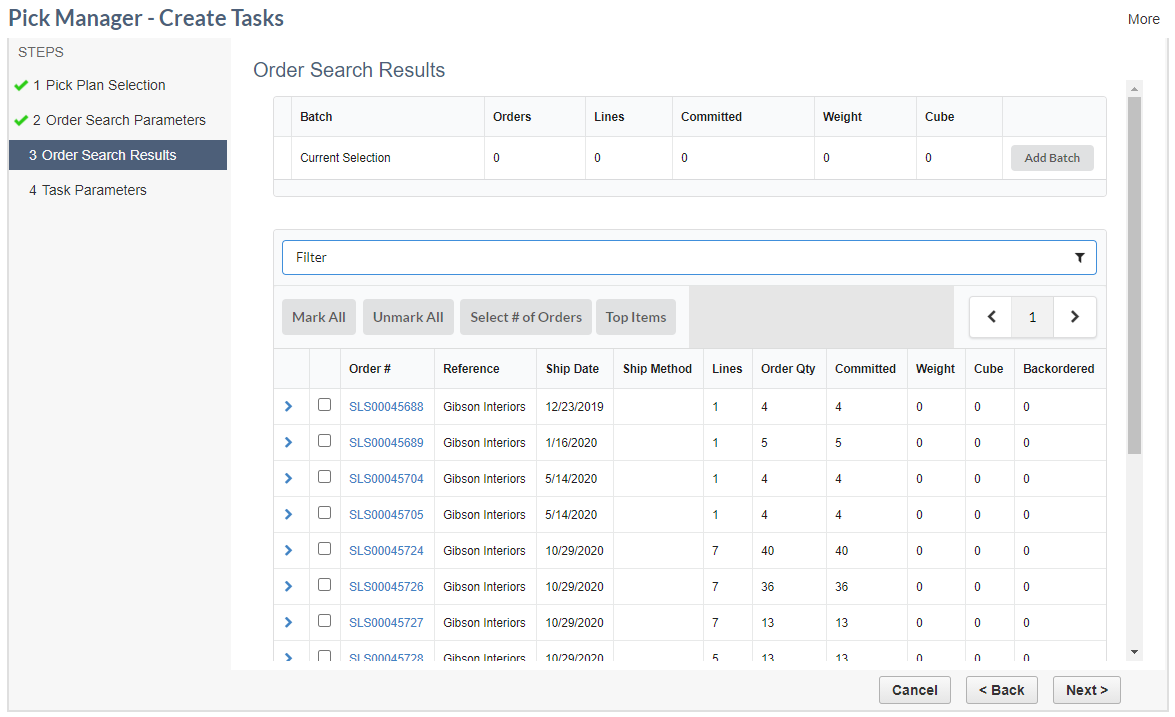 Pick Manager - Create Tasks
More
STEPS
1 Pick Plan Selection
2 Order Search Parameters
3 Order Search Results
4 Task Parameters
Order Search Results
Batch Orders Lines Committed Weight Cube
Current Selection 0 0 0 0 0 Add Batch
Filter
Mark All Unmark All Select # of Orders Top Items 1
Order # Reference Ship Date Ship Method Lines Order Qty Committed Weight Cube Backordered
SLS00045688 Gibson Interiors 12/23/2019 1 4 4 0 0 0
SLS00045689 Gibson Interiors 1/16/2020 1 5 5 0 0 0
SLS00045704 Gibson Interiors 5/14/2020 1 4 4 0 0 0
SLS00045705 Gibson Interiors 5/14/2020 1 4 4 0 0 0
SLS00045724 Gibson Interiors 10/29/2020 7 40 40 0 0 0
SLS00045726 Gibson Interiors 10/29/2020 7 36 36 0 0 0
SLS00045727 Gibson Interiors 10/29/2020 7 13 13 0 0 0
SLS00045728 Gibson Interiors 10/29/2020 5 13 13 0 0 0
Cancel < Back Next >